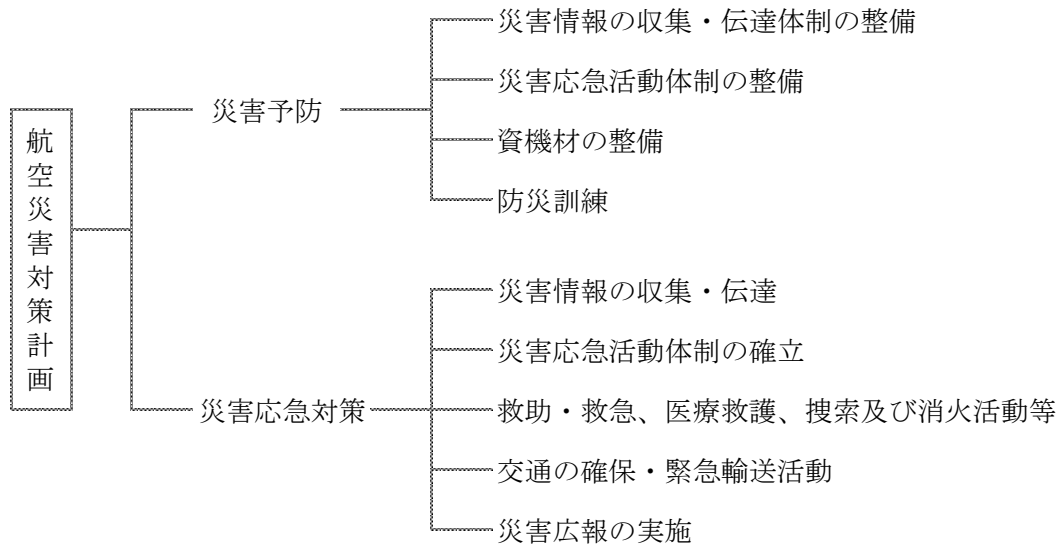 航空災害対策計画
災害予防
災害情報の収集・伝達体制の整備
災害応急活動体制の整備
資機材の整備
防災訓練
災害応急対策
災害情報の収集・伝達
災害応急活動体制の確立
救助・救急、医療救護、捜索及び消火活動等
交通の確保・緊急輸送活動
災害広報の実施